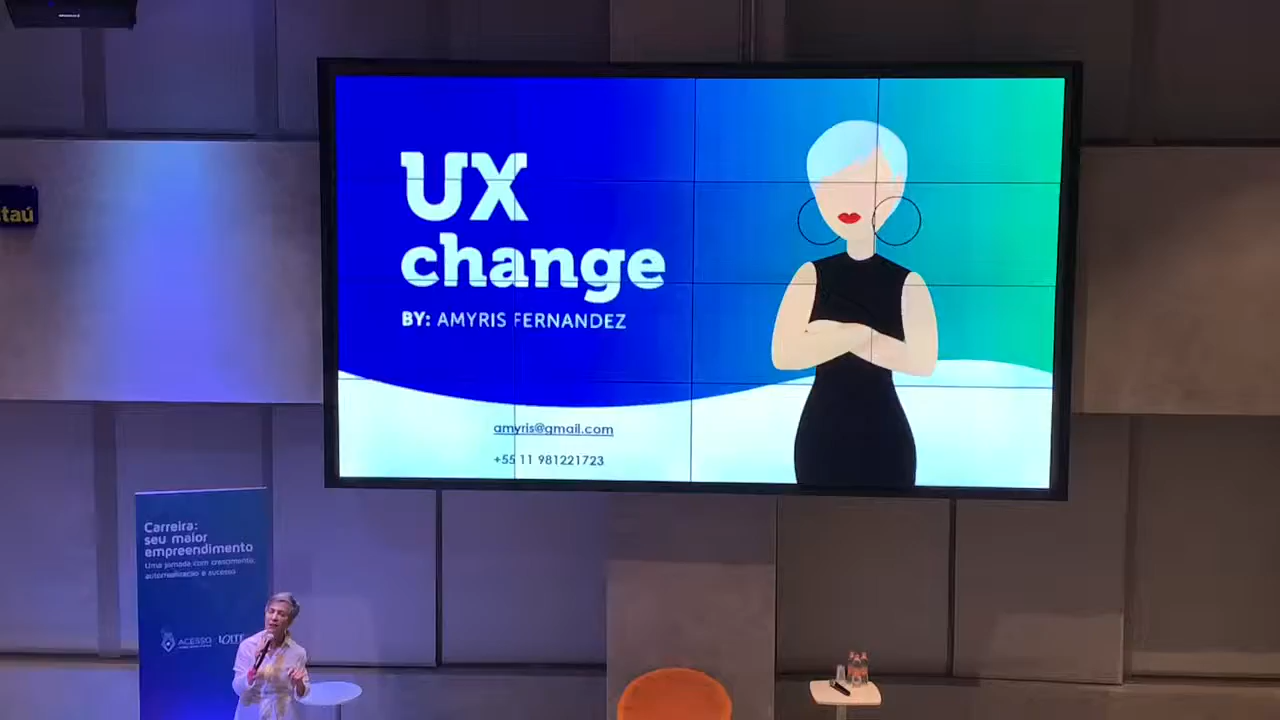 UX
change
BY: AMYRIS FERNANDEZ
amyris@gmail.com
+55 11 981221723
taú
Carreira:
seu maior
empreendimento
Uma jornada com crescimento,
autorrealização e sucesso
ACESSO